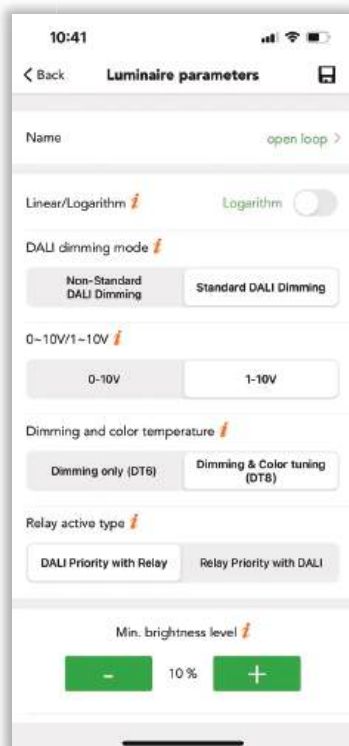 10:41
Back Luminaire parameters
Name open loop
Linear/Logarithm i Logarithm
DALI dimming mode i
Non-Standard Standard DALI Dimming
DALI Dimming
0~10V/1~10V i
0-10V 1-10V
Dimming and color temperature i
Dimming only (DT6) Dimming & Color tuning
(DT8)
Relay active type i
DALI Priority with Relay Relay Priority with DALI
Min. brightness level i
- 10 % +